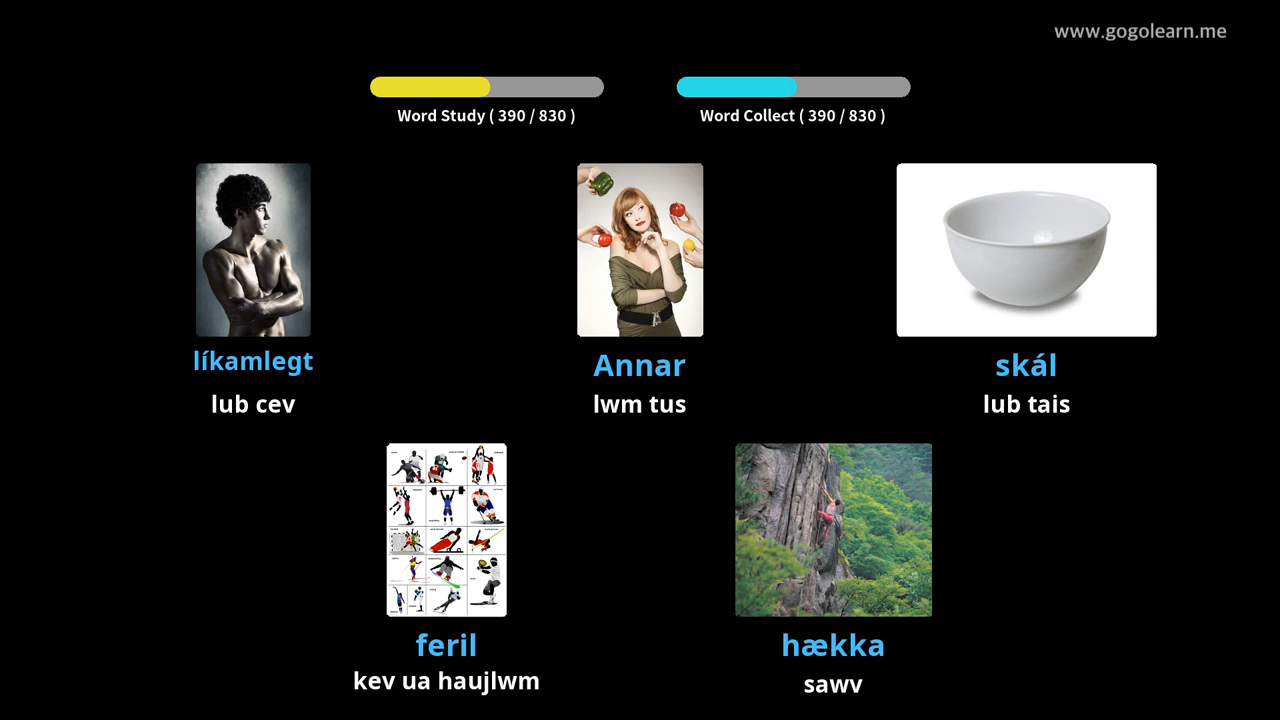 www.gogolearn.me
Word Study ( 390 / 830 )
Word Collect ( 390 / 830 )
líkamlegt
Annar
skál
lub cev
lwm tus
lub tais
feril
hækka
kev ua haujlwm
sawv